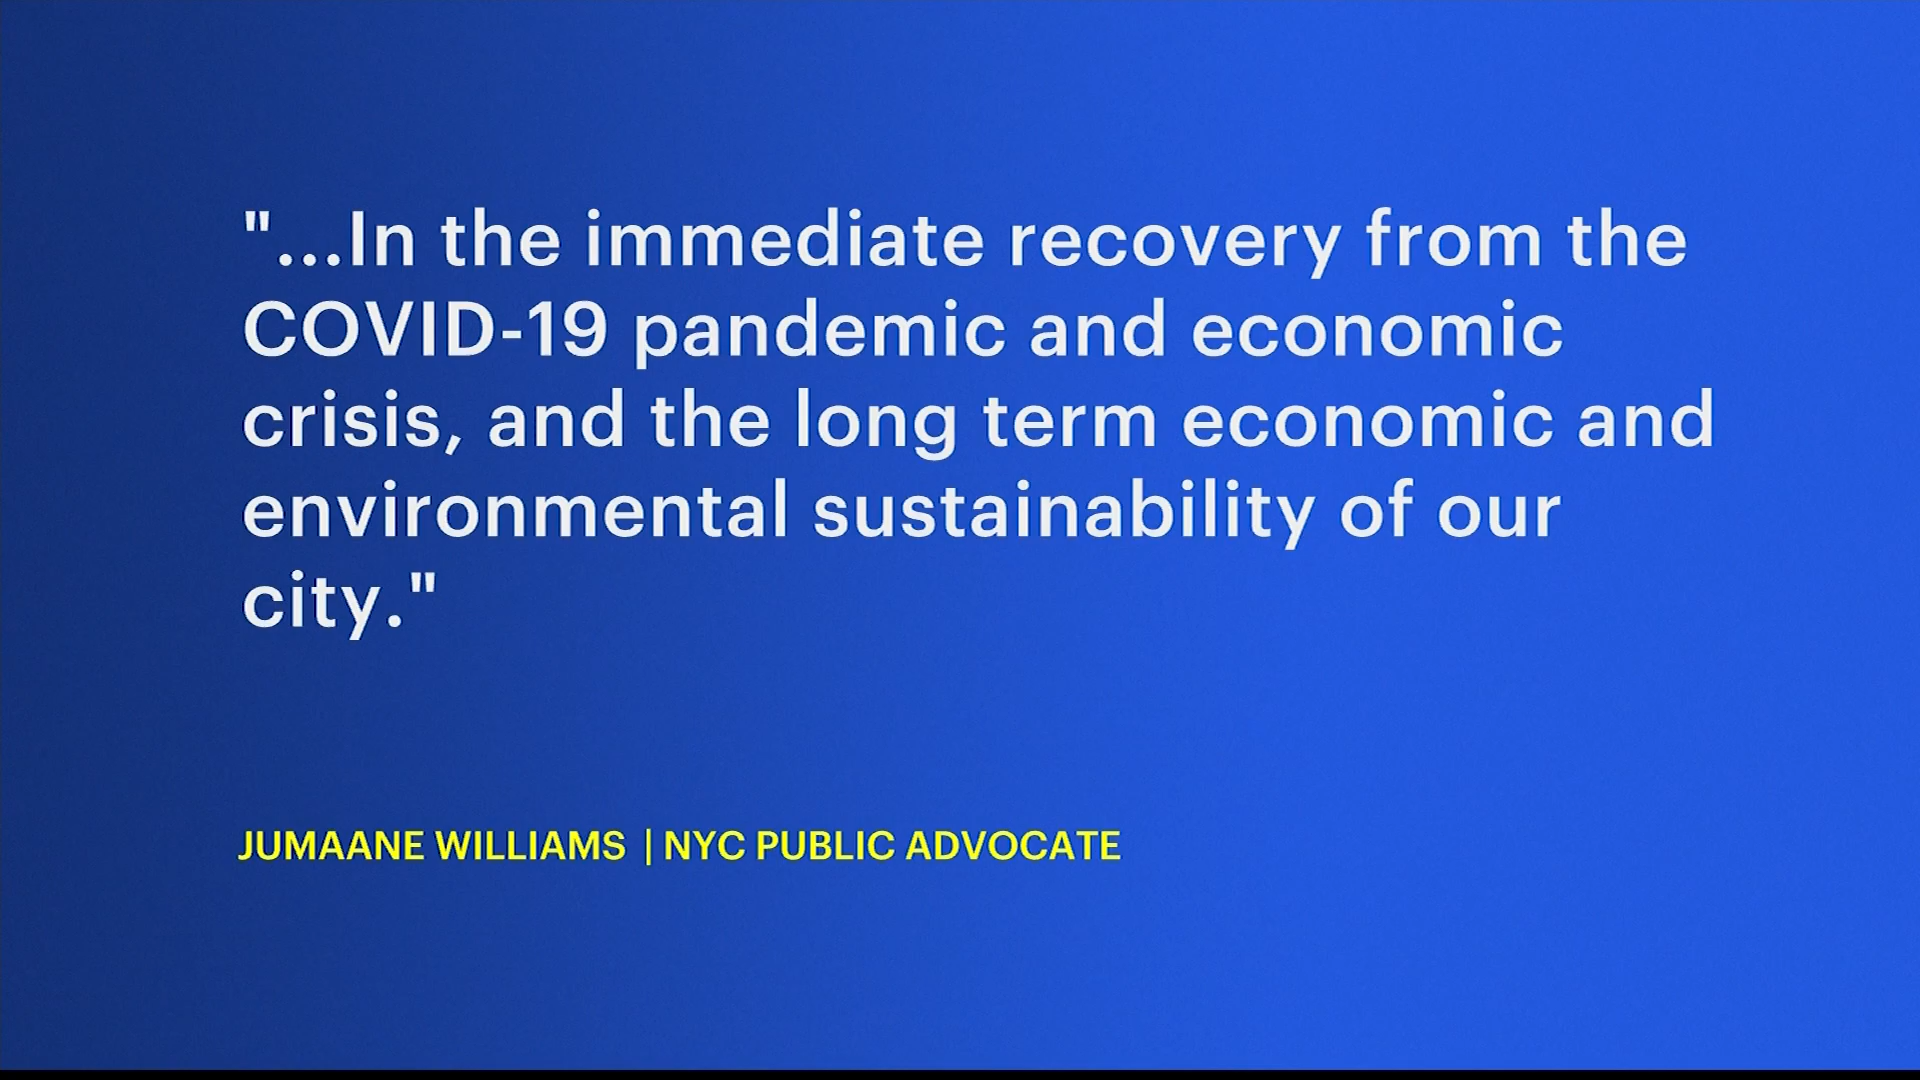 "...In the immediate recovery from the
COVID-19 pandemic and economic
crisis, and the long term economic and
environmental sustainability of our
city."
JUMAANE WILLIAMS | NYC PUBLIC ADVOCATE